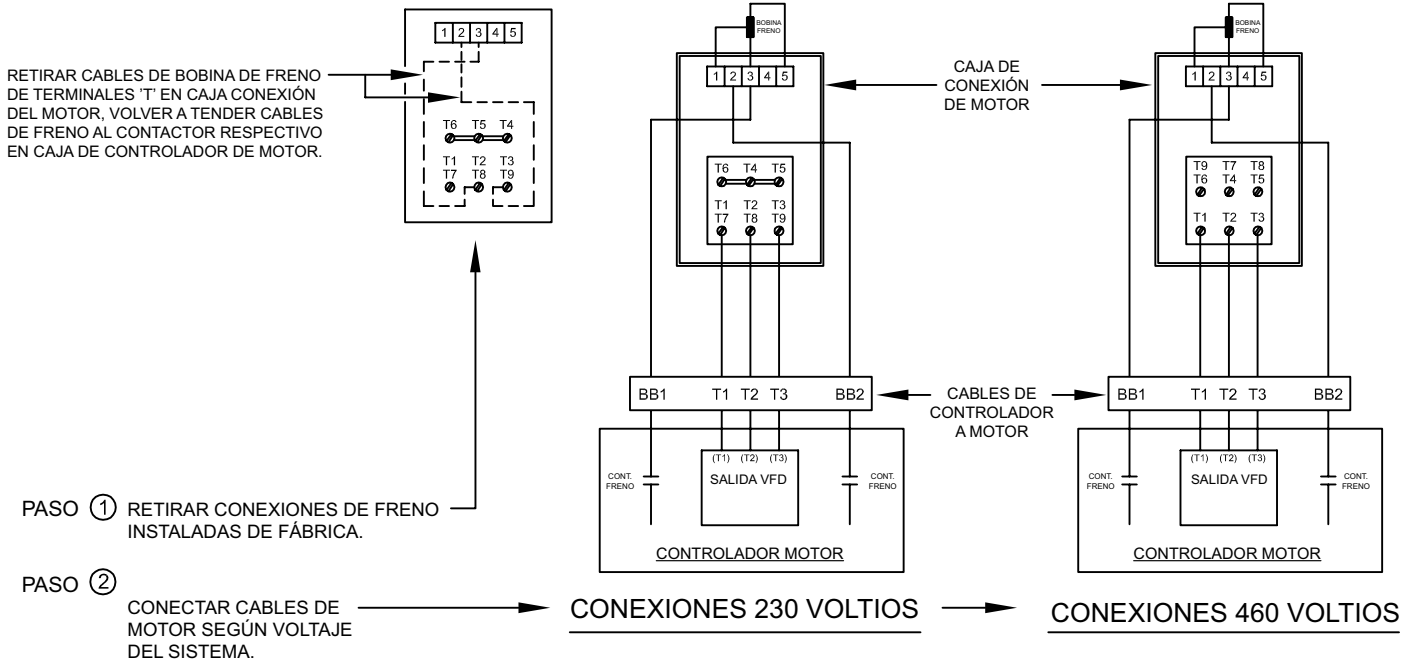 1 2 3 4 5
RETIRAR CABLES DE BOBINA DE FRENO
DE TERMINALES 'T' EN CAJA CONEXIÓN
DEL MOTOR, VOLVER A TENDER CABLES
DE FRENO AL CONTACTOR RESPECTIVO
EN CAJA DE CONTROLADOR DE MOTOR.
T6 T5 T4
T1 T2 T3
T7 T8 T9
PASO 1 RETIRAR CONEXIONES DE FRENO
INSTALADAS DE FÁBRICA.
PASO 2
CONECTAR CABLES DE
MOTOR SEGÚN VOLTAJE
DEL SISTEMA.
BOBINA
FRENO
1 2 3 4 5
T6 T4 T5
T1 T2 T3
T7 T8 T9
BB1 T1 T2 T3 BB2
(T1) (T2) (T3)
CONT.
FRENO
SALIDA VFD
CONT.
FRENO
CONTROLADOR MOTOR
CONEXIONES 230 VOLTIOS
CAJA DE
CONEXIÓN
DE MOTOR
CABLES DE
CONTROLADOR
A MOTOR
BOBINA
FRENO
1 2 3 4 5
T9 T7 T8
T6 T4 T5
T1 T2 T3
BB1 T1 T2 T3 BB2
(T1) (T2) (T3)
CONT.
FRENO
SALIDA VFD
CONT.
FRENO
CONTROLADOR MOTOR
CONEXIONES 460 VOLTIOS